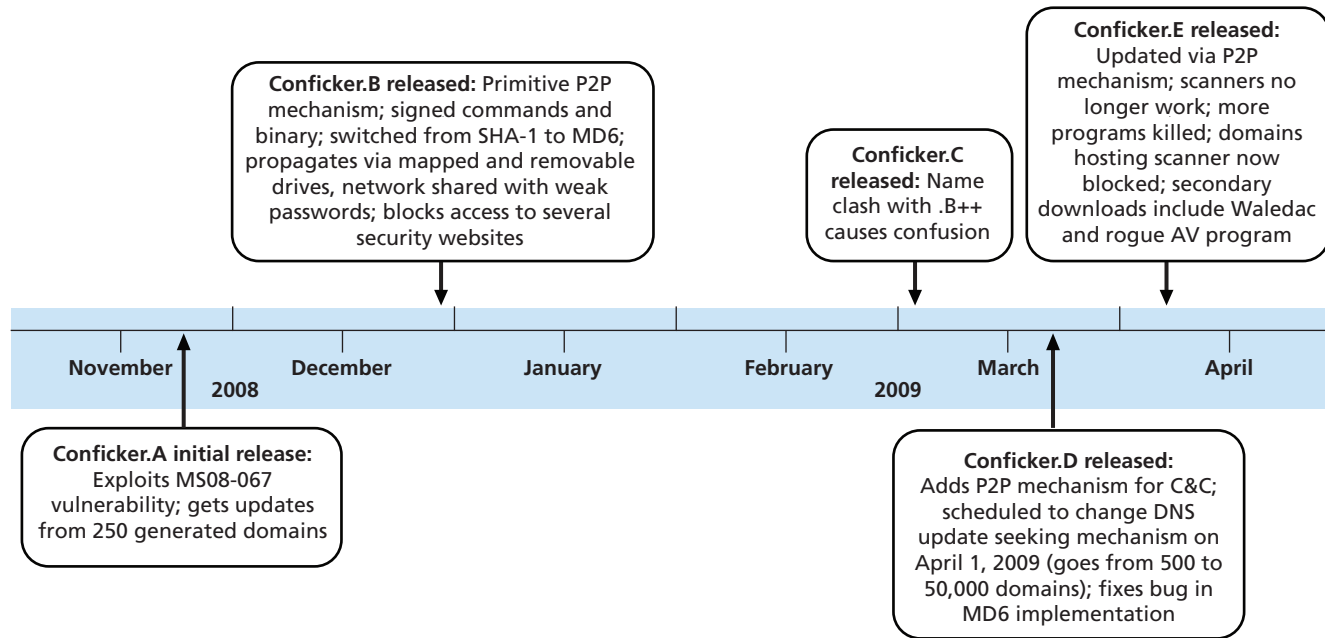 Conficker.B released: Primitive P2P
mechanism; signed commands and
binary; switched from SHA-1 to MD6;
propagates via mapped and removable
drives, network shared with weak
passwords; blocks access to several
security websites
Conficker.C
released: Name
clash with .B++
causes confusion
Conficker.E released:
Updated via P2P
mechanism; scanners no
longer work; more
programs killed; domains
hosting scanner now
blocked; secondary
downloads include Waledac
and rogue AV program
November
December
January
February
March
April
2008
2009
Conficker.A initial release:
Exploits MS08-067
vulnerability; gets updates
from 250 generated domains
Conficker.D released:
Adds P2P mechanism for C&C;
scheduled to change DNS
update seeking mechanism on
April 1, 2009 (goes from 500 to
50,000 domains); fixes bug in
MD6 implementation